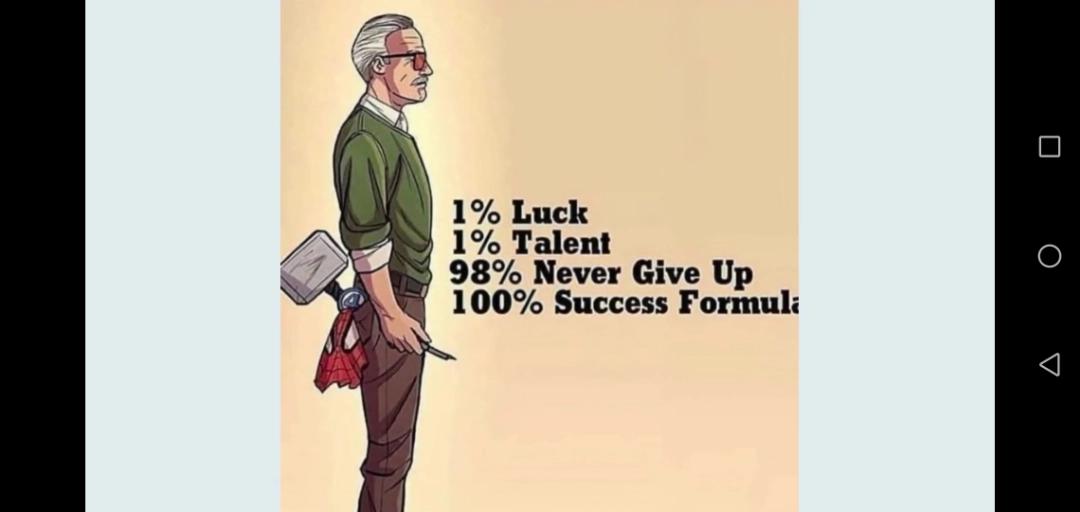 1% Luck
1% Talent
98% Never Give Up
100% Success Formula